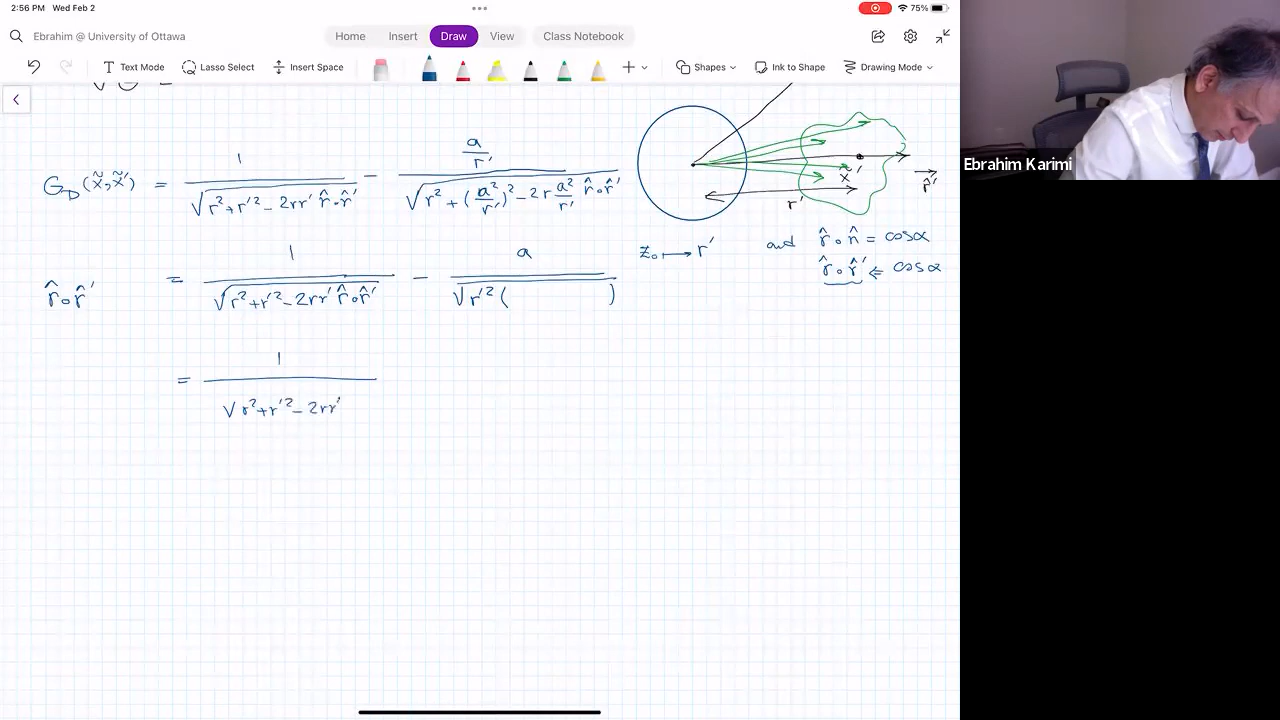 2:56 PM Wed Feb 2
75%
Ebrahim @ University of Ottawa
Home Insert Draw View Class Notebook
Text Mode Lasso Select Insert Space Shapes Ink to Shape Drawing Mode
Ebrahim Karimi
G_D(x̃, x̃') = 1 / √(r² + r'² − 2rr' r̂∘r̂') − (a/r') / √(r² + (a²/r')² − 2r a²/r' r̂∘r̂')
x̃'
r̂'
r'
z₀ ⟼ r' and r̂∘n̂ = cosα
r̂∘r̂' ⇐ cosα
r̂∘r̂' = 1 / √(r² + r'² − 2rr' r̂∘r̂') − a / √(r'² ( )
= 1 / √(r² + r'² − 2rr'